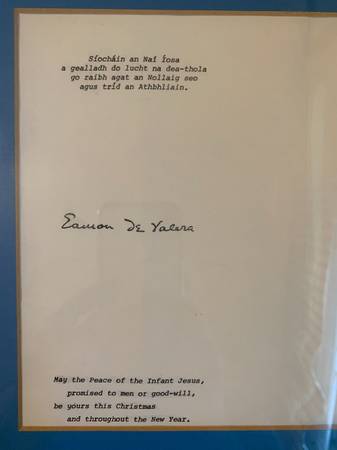 Síocháin an Naí Íosa
a gealladh do lucht na dea-thola
go raibh agat an Nollaig seo
agus tríd an Athbhliain.
Eamon de Valera
May the Peace of the Infant Jesus,
promised to men or good-will,
be yours this Christmas
and throughout the New Year.